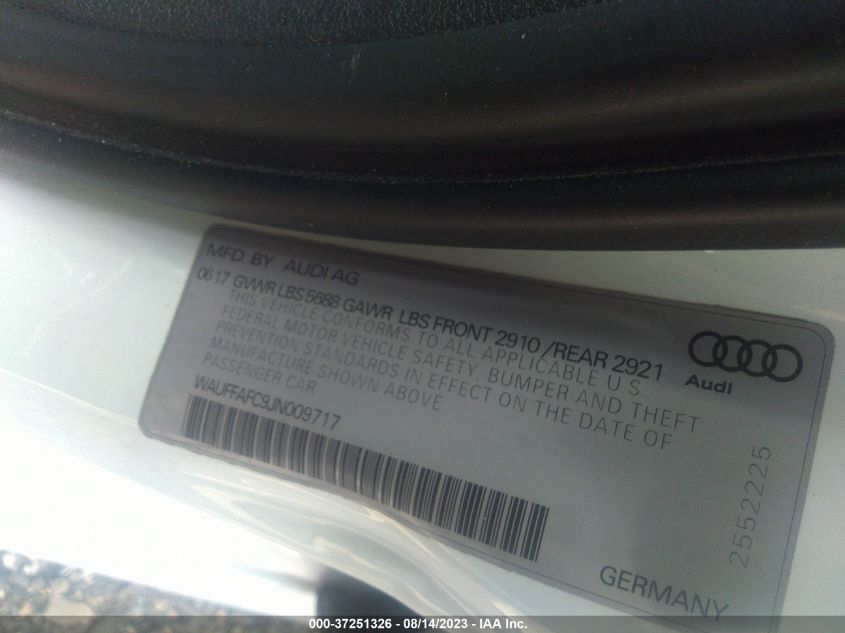 MFD. BY AUDI AG
06 17 GVWR LBS 5688 GAWR LBS FRONT 2910 /REAR 2921
THIS VEHICLE CONFORMS TO ALL APPLICABLE U.S.
FEDERAL MOTOR VEHICLE SAFETY, BUMPER AND THEFT
PREVENTION STANDARDS IN EFFECT ON THE DATE OF
MANUFACTURE SHOWN ABOVE
PASSENGER CAR
WAUFFAFC9JN009717
Audi
2552225
GERMANY
000-37251326 - 08/14/2023 - IAA Inc.